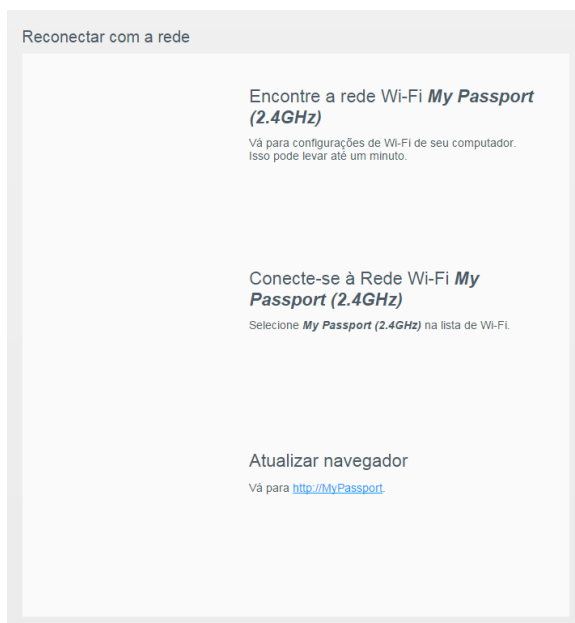 Reconectar com a rede
Encontre a rede Wi-Fi My Passport
(2.4GHz)
Vá para configurações de Wi-Fi de seu computador.
Isso pode levar até um minuto.
Conecte-se à Rede Wi-Fi My
Passport (2.4GHz)
Selecione My Passport (2.4GHz) na lista de Wi-Fi.
Atualizar navegador
Vá para http://MyPassport.